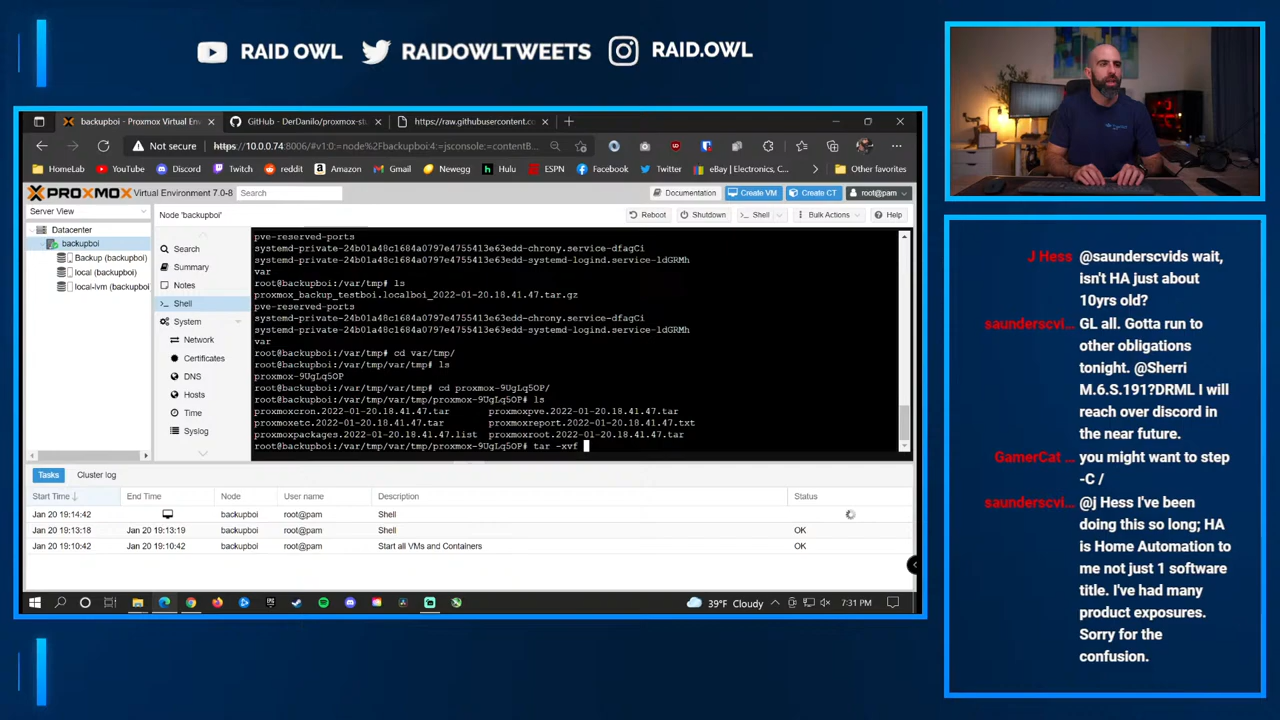 RAID OWL RAIDOWLTWEETS RAID.OWL
backupboi - Proxmox Virtual En
GitHub - DerDanilo/proxmox-stu
https://raw.githubusercontent.co
Not secure https://10.0.0.74:8006/#v1:0:=node%2Fbackupboi:4:=jsconsole=contentB...
HomeLab YouTube Discord Twitch reddit Amazon Gmail Newegg Hulu ESPN Facebook Twitter eBay | Electronics, C... Other favorites
PROXMOX Virtual Environment 7.0-8 Search Documentation Create VM Create CT root@pam
Server View Node 'backupboi' Reboot Shutdown Shell Bulk Actions Help
Datacenter
backupboi
Backup (backupboi)
local (backupboi)
local-lvm (backupboi
Search
Summary
Notes
Shell
System
Network
Certificates
DNS
Hosts
Time
Syslog
pve-reserved-ports
systemd-private-24b01a48c1684a0797e4755413e63edd-chrony.service-dfagCi
systemd-private-24b01a48c1684a0797e4755413e63edd-systemd-logind.service-ldGRMh
var
root@backupboi:/var/tmp# ls
proxmox_backup_testboi.localboi_2022-01-20.18.41.47.tar.gz
pve-reserved-ports
systemd-private-24b01a48c1684a0797e4755413e63edd-chrony.service-dfagCi
systemd-private-24b01a48c1684a0797e4755413e63edd-systemd-logind.service-ldGRMh
var
root@backupboi:/var/tmp# cd var/tmp/
root@backupboi:/var/tmp/var/tmp# ls
proxmox-9UgLq5OP
root@backupboi:/var/tmp/var/tmp# cd proxmox-9UgLq5OP/
root@backupboi:/var/tmp/var/tmp/proxmox-9UgLq5OP# ls
proxmoxcron.2022-01-20.18.41.47.tar proxmoxpve.2022-01-20.18.41.47.tar
proxmoxetc.2022-01-20.18.41.47.tar proxmoxreport.2022-01-20.18.41.47.txt
proxmoxpackages.2022-01-20.18.41.47.list proxmoxroot.2022-01-20.18.41.47.tar
root@backupboi:/var/tmp/var/tmp/proxmox-9UgLq5OP# tar -xvf
Tasks Cluster log
Start Time End Time Node User name Description Status
Jan 20 19:14:42 backupboi root@pam Shell
Jan 20 19:13:18 Jan 20 19:13:19 backupboi root@pam Shell OK
Jan 20 19:10:42 Jan 20 19:10:42 backupboi root@pam Start all VMs and Containers OK
39°F Cloudy 7:31 PM
J Hess @saunderscvids wait,
isn't HA just about
10yrs old?
saunderscvi... GL all. Gotta run to
other obligations
tonight. @Sherri
M.6.S.191?DRML I will
reach over discord in
the near future.
GamerCat ... you might want to step
-C /
saunderscvi... @j Hess I've been
doing this so long; HA
is Home Automation to
me not just 1 software
title. I've had many
product exposures.
Sorry for the
confusion.